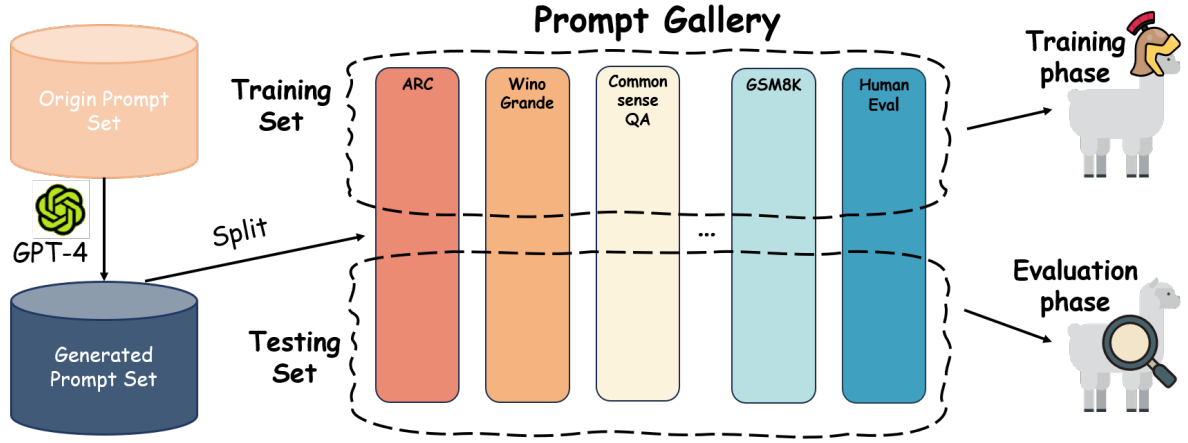 Prompt Gallery
Origin Prompt
Set
GPT-4
Generated
Prompt Set
Split
Training
Set
Testing
Set
ARC
Wino
Grande
Common
sense
QA
...
GSM8K
Human
Eval
Training
phase
Evaluation
phase